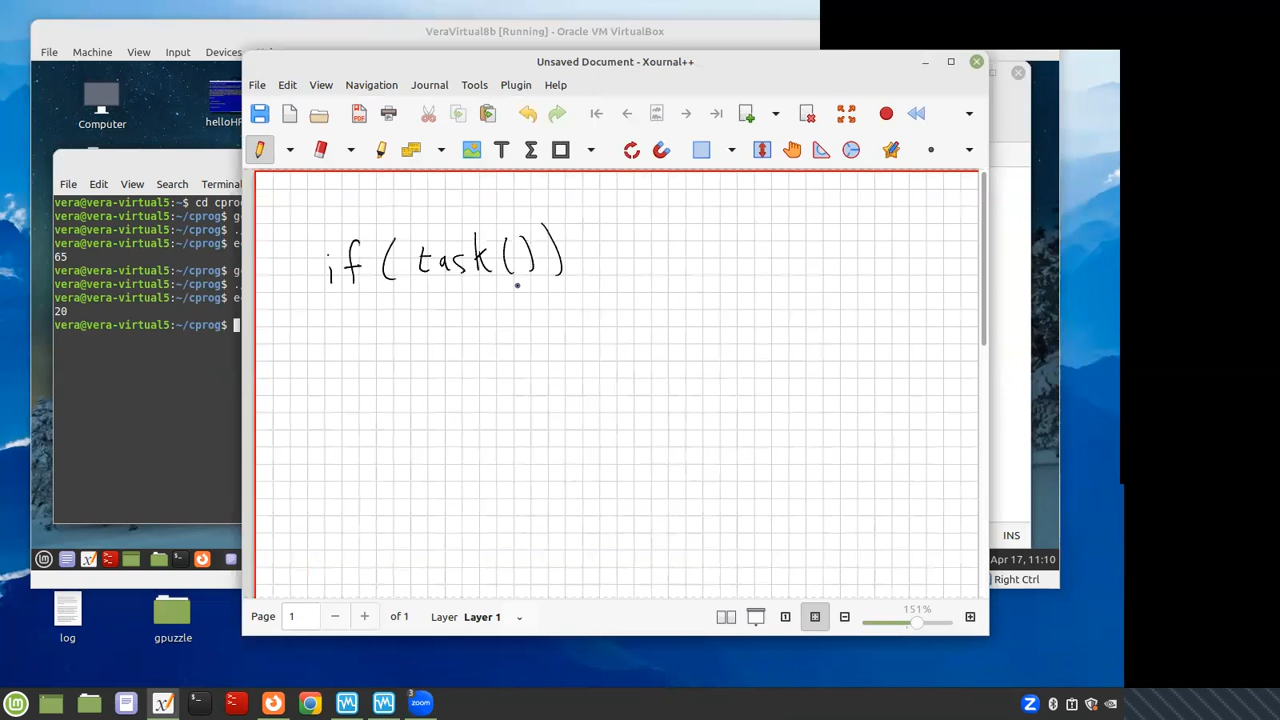 VeraVirtual8b [Running] - Oracle VM VirtualBox
File Machine View Input Devices
Unsaved Document - Xournal++
File Edit View Navigation Journal Tools Plugin Help
Computer
helloHF
File Edit View Search Terminal
vera@vera-virtual5:~$ cd cprog
vera@vera-virtual5:~/cprog$ g
vera@vera-virtual5:~/cprog$ ./
vera@vera-virtual5:~/cprog$ e
65
vera@vera-virtual5:~/cprog$ g
vera@vera-virtual5:~/cprog$ ./
vera@vera-virtual5:~/cprog$ e
20
vera@vera-virtual5:~/cprog$
if ( task() )
INS
Apr 17, 11:10
Right Ctrl
Page 1 of 1 Layer Layer 1 151%
log gpuzzle
3
zoom